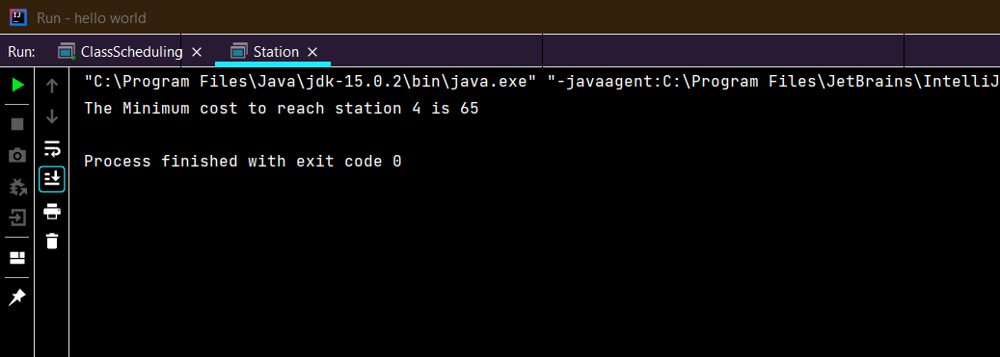 Run - hello world
Run: ClassScheduling Station
"C:\Program Files\Java\jdk-15.0.2\bin\java.exe" "-javaagent:C:\Program Files\JetBrains\IntelliJ
The Minimum cost to reach station 4 is 65
Process finished with exit code 0